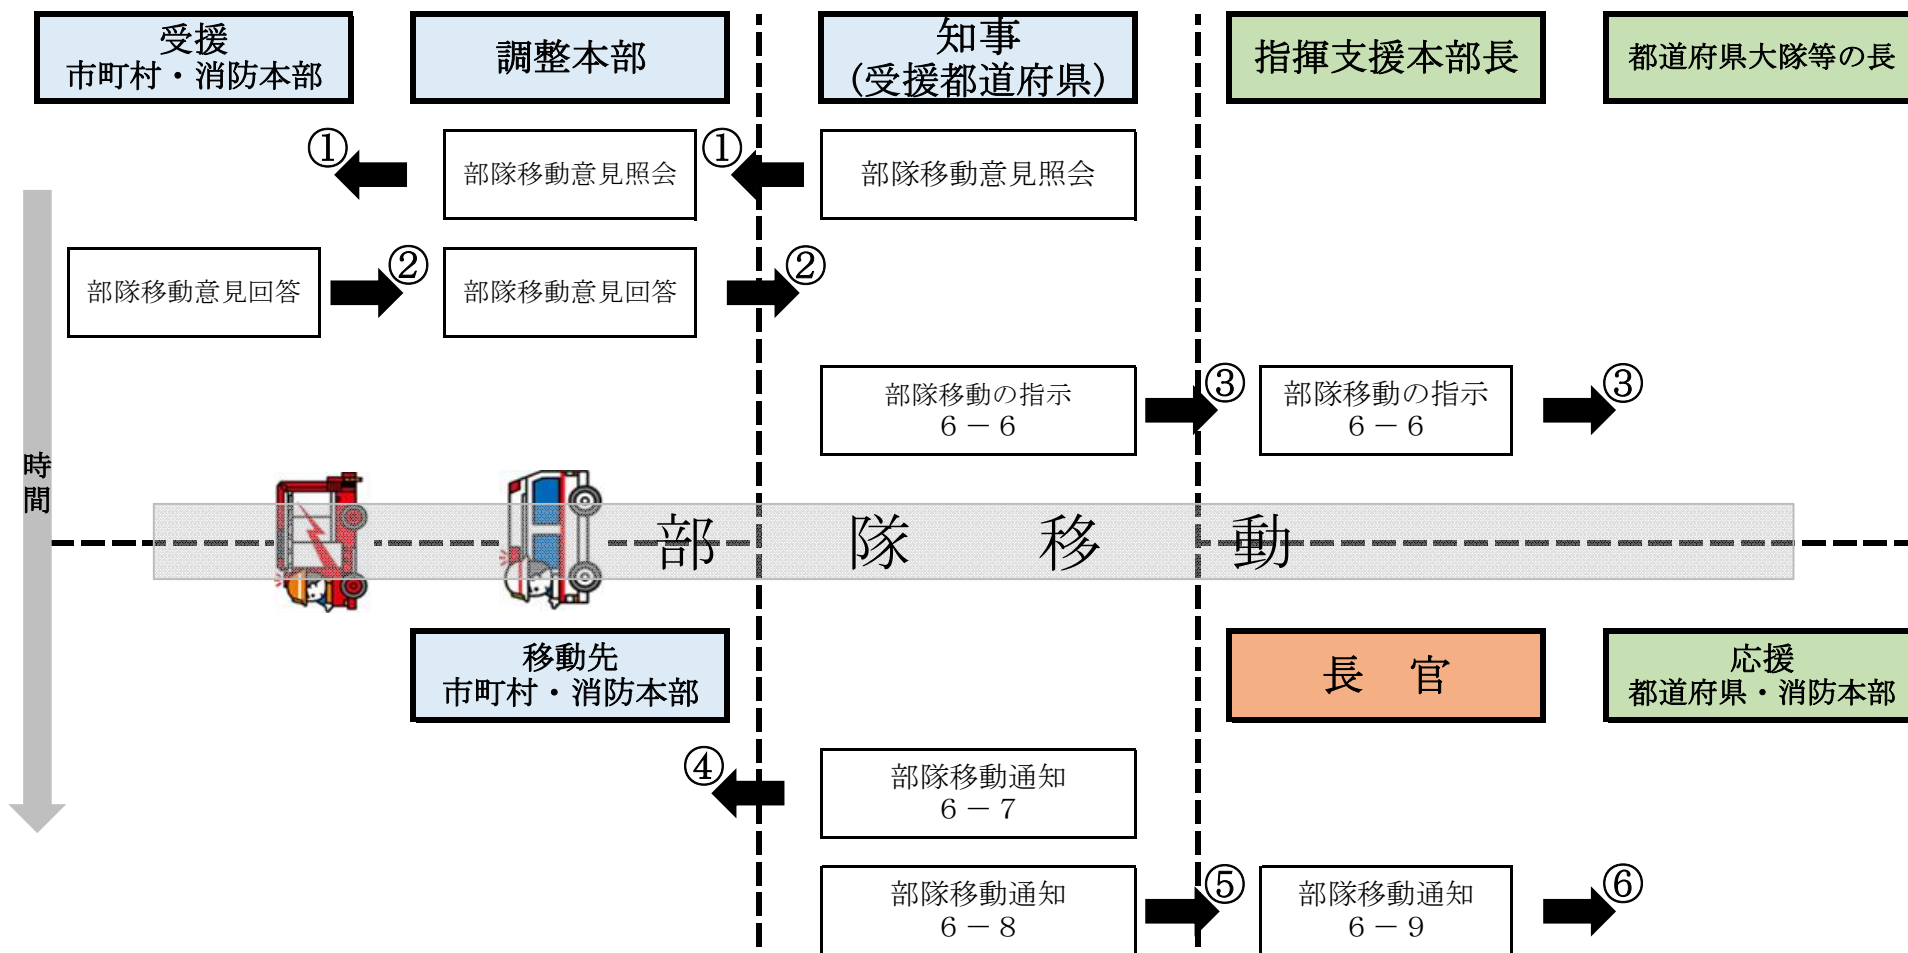 受援
市町村・消防本部
調整本部
知事
（受援都道府県）
指揮支援本部長
都道府県大隊等の長
①
部隊移動意見照会
①
部隊移動意見照会
部隊移動意見回答
②
部隊移動意見回答
②
部隊移動の指示
６－６
③
部隊移動の指示
６－６
③
時間
部隊移動
移動先
市町村・消防本部
長官
応援
都道府県・消防本部
④
部隊移動通知
６－７
部隊移動通知
６－８
⑤
部隊移動通知
６－９
⑥